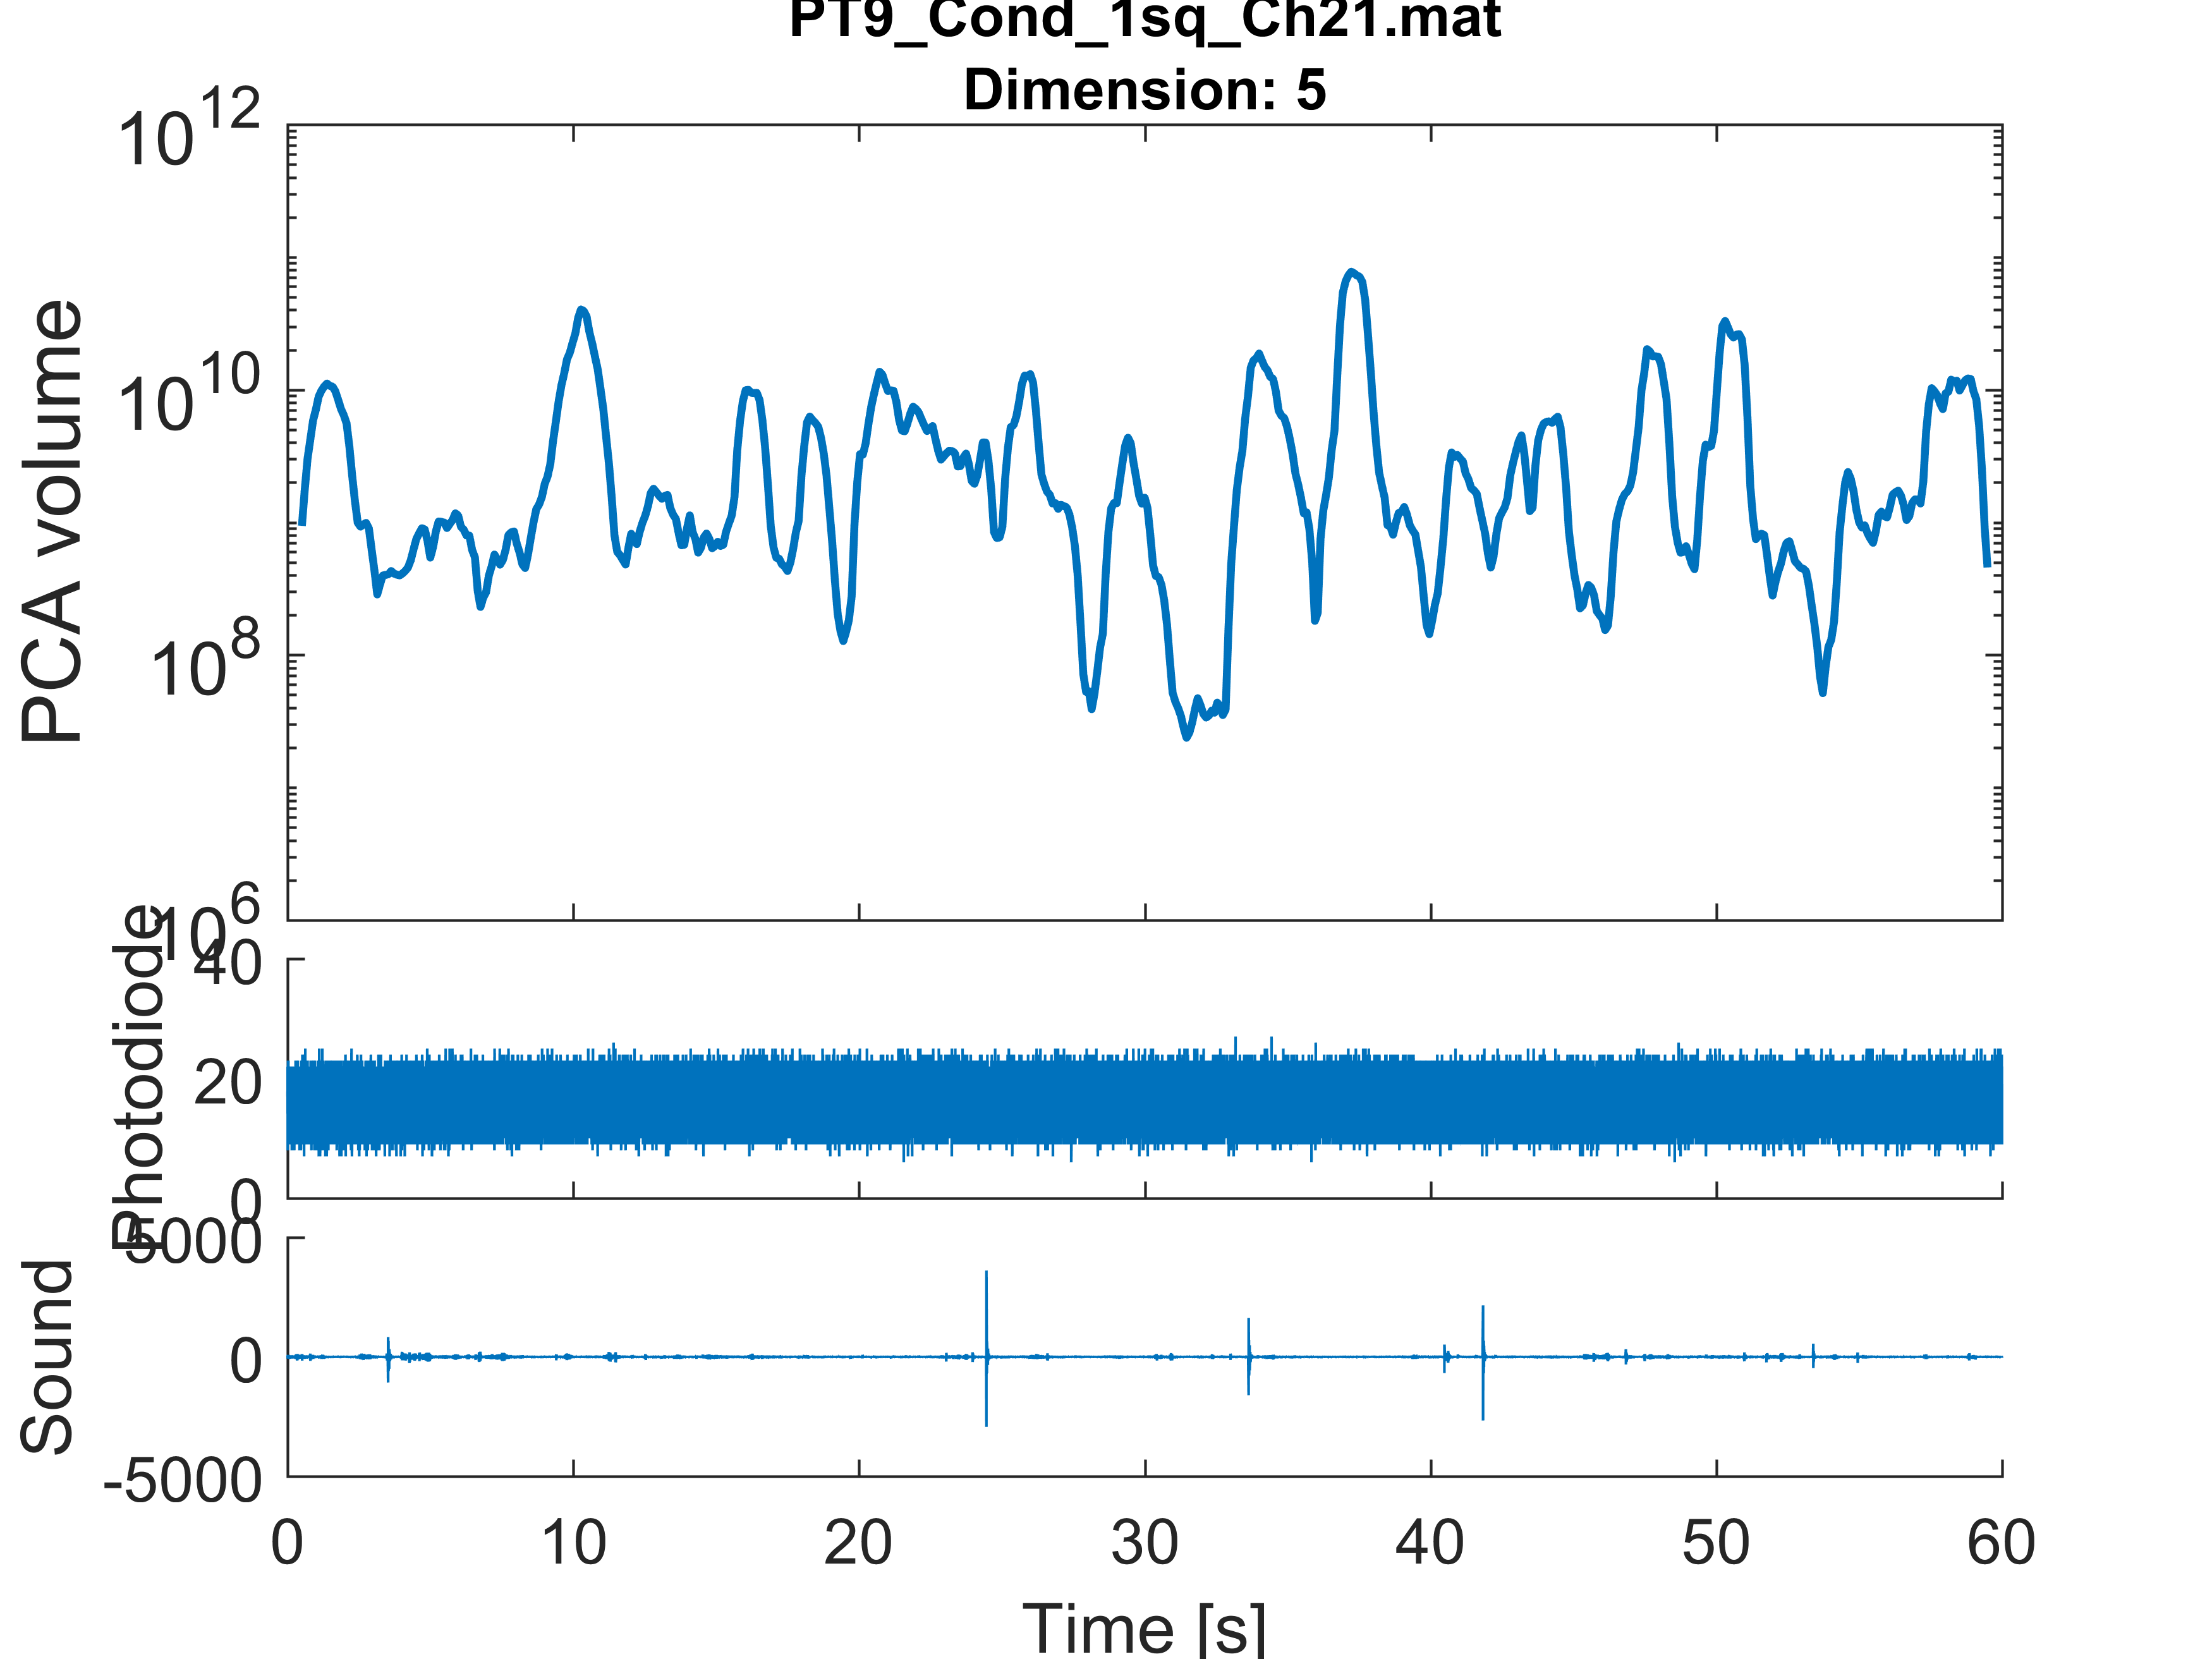 PT9_Cond_1sq_Ch21.mat
Dimension: 5
10^12
10^10
10^8
10^6
PCA volume
40
20
0
Photodiode
5000
0
-5000
Sound
0 10 20 30 40 50 60
Time [s]